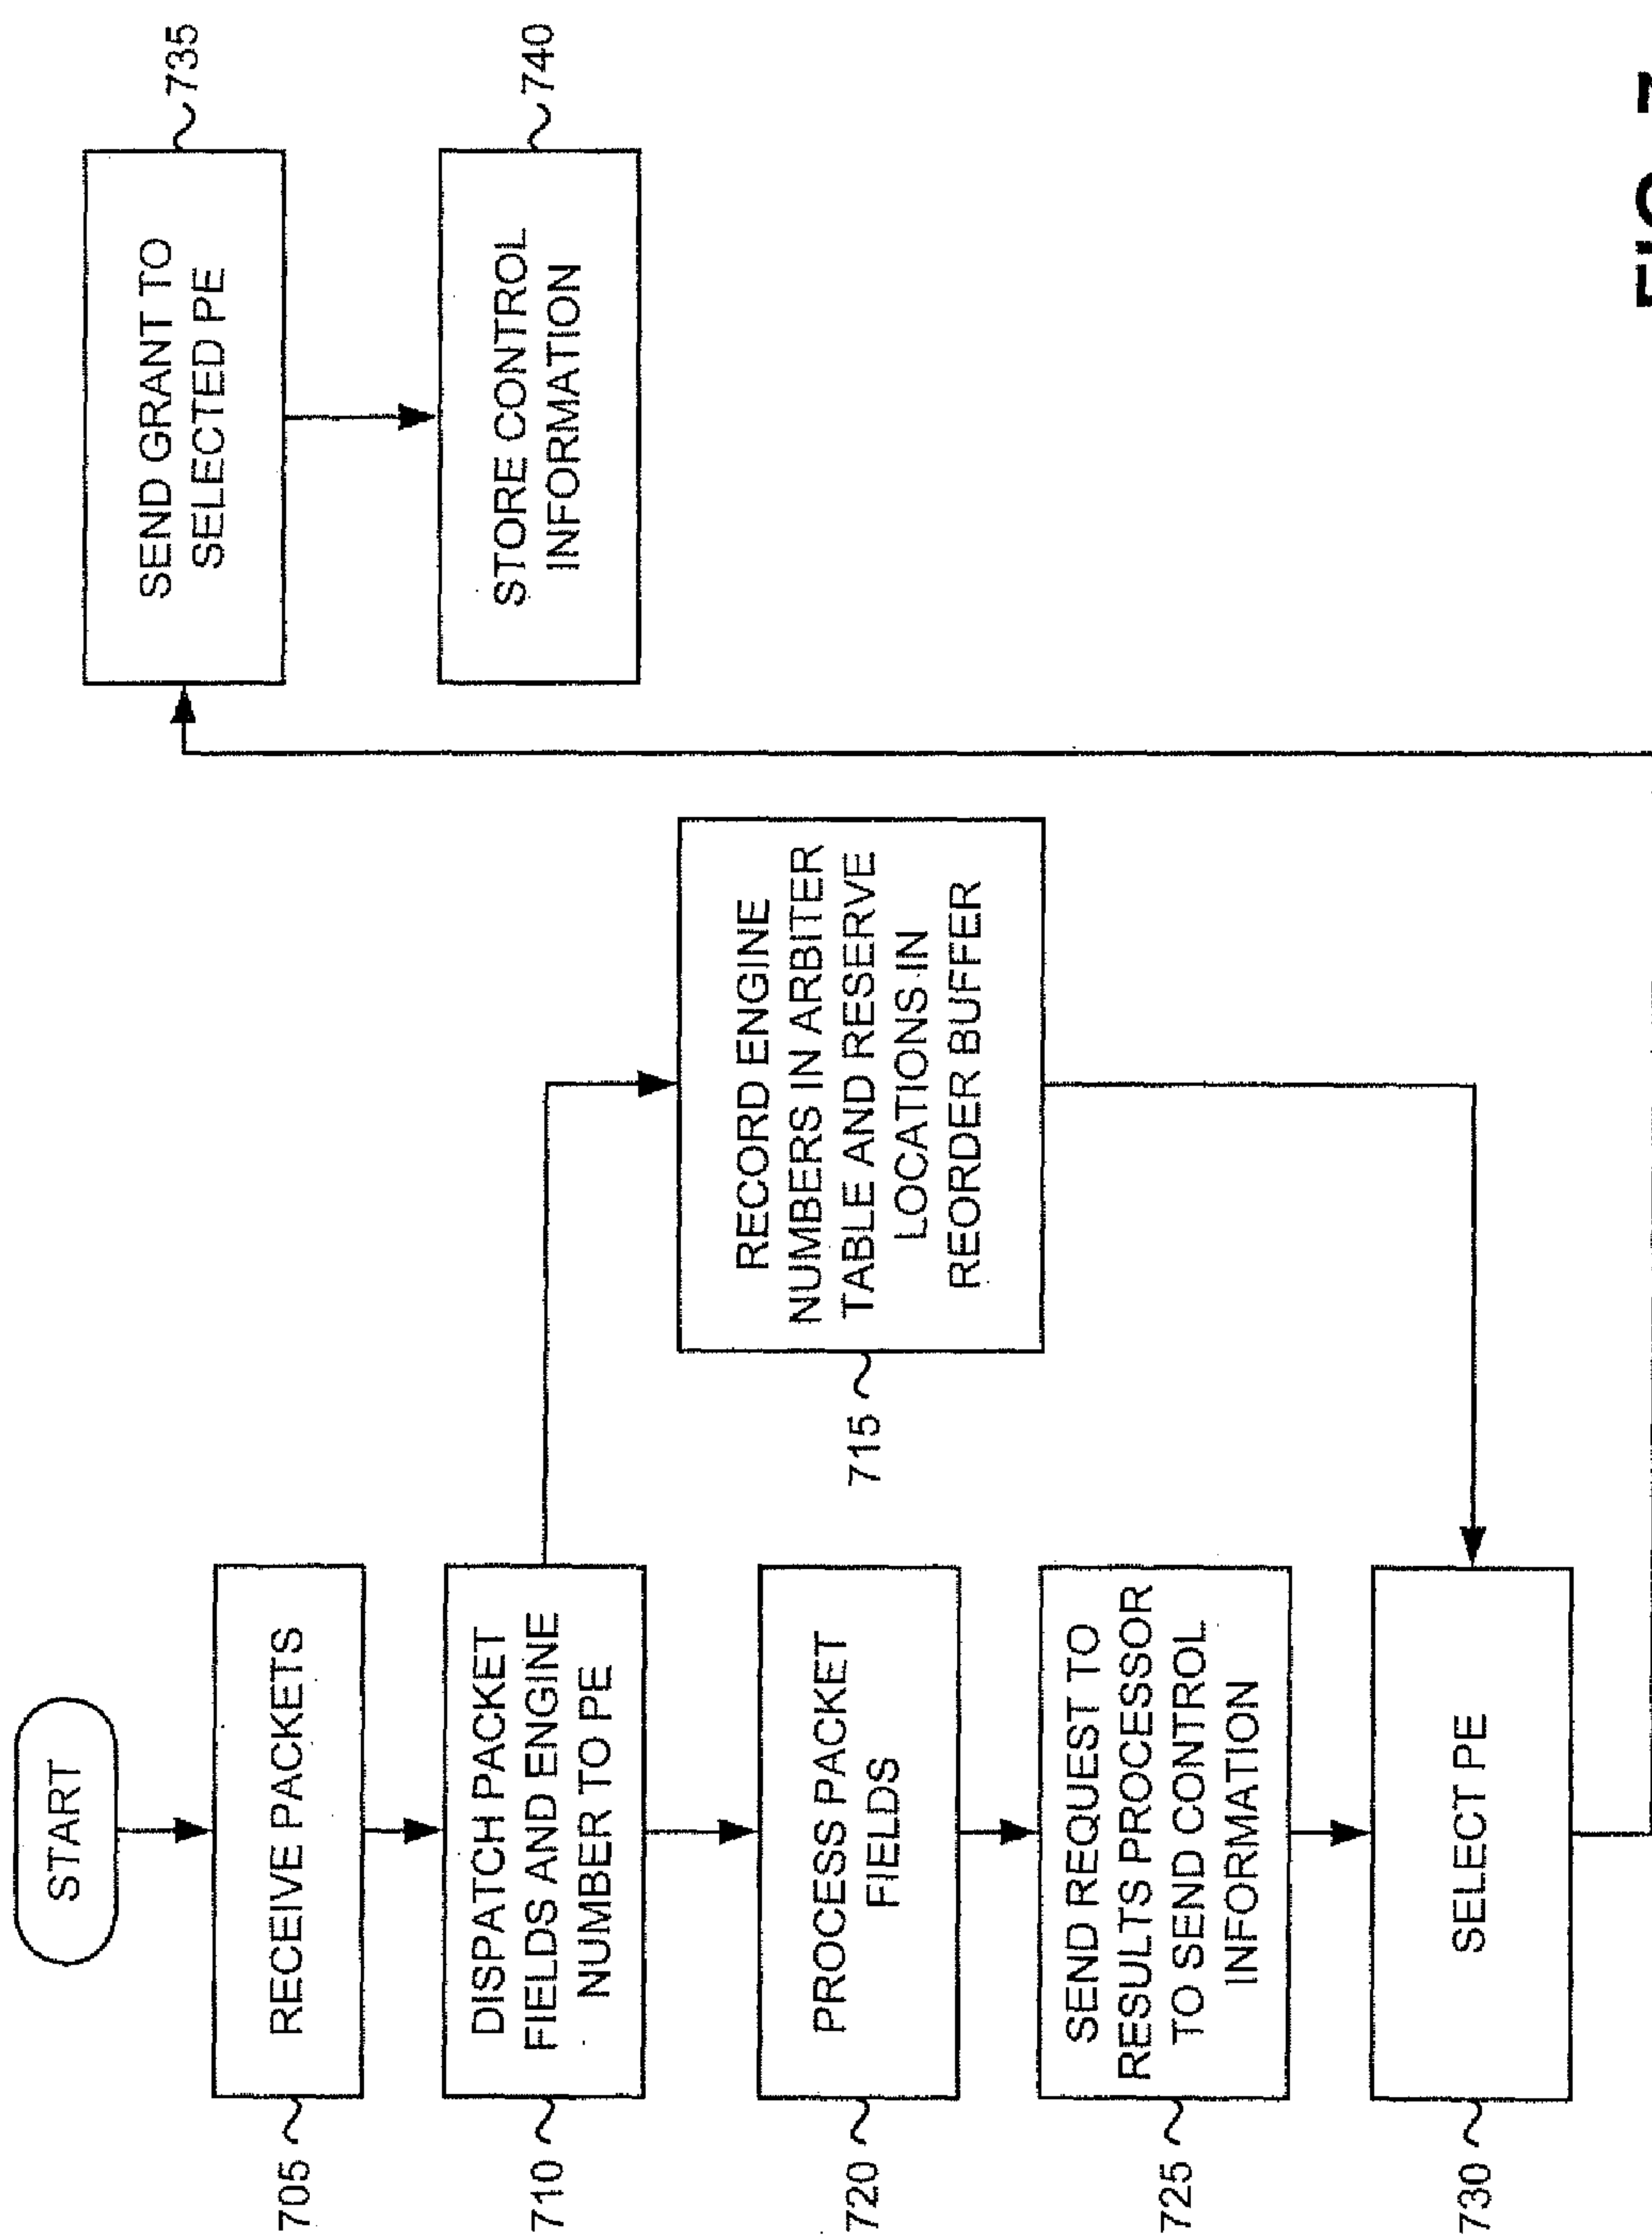 START
RECEIVE PACKETS
705
DISPATCH PACKET
FIELDS AND ENGINE
NUMBER TO PE
710
RECORD ENGINE
NUMBERS IN ARBITER
TABLE AND RESERVE
LOCATIONS IN
REORDER BUFFER
715
PROCESS PACKET
FIELDS
720
SEND REQUEST TO
RESULTS PROCESSOR
TO SEND CONTROL
INFORMATION
725
SELECT PE
730
SEND GRANT TO
SELECTED PE
735
STORE CONTROL
INFORMATION
740